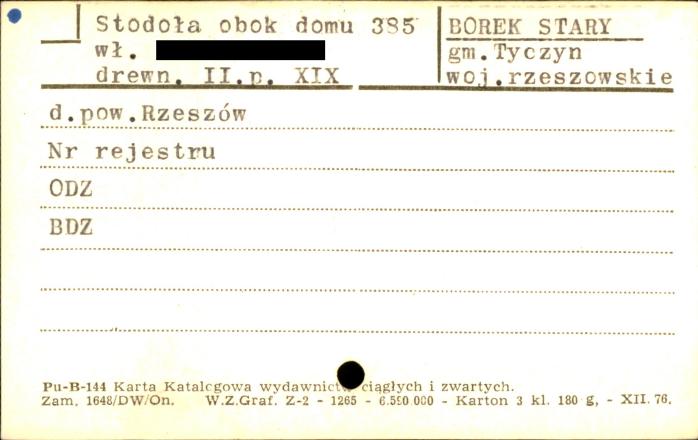 Stodoła obok domu 385
wł.
drewn. II.p. XIX
BOREK STARY
gm.Tyczyn
woj.rzeszowskie
d.pow.Rzeszów
Nr rejestru
ODZ
BDZ
Pu-B-144 Karta Katalogowa wydawnictw ciągłych i zwartych.
Zam. 1648/DW/On. W.Z.Graf. Z-2 - 1265 - 6.550 000 - Karton 3 kl. 180 g, - XII. 76.